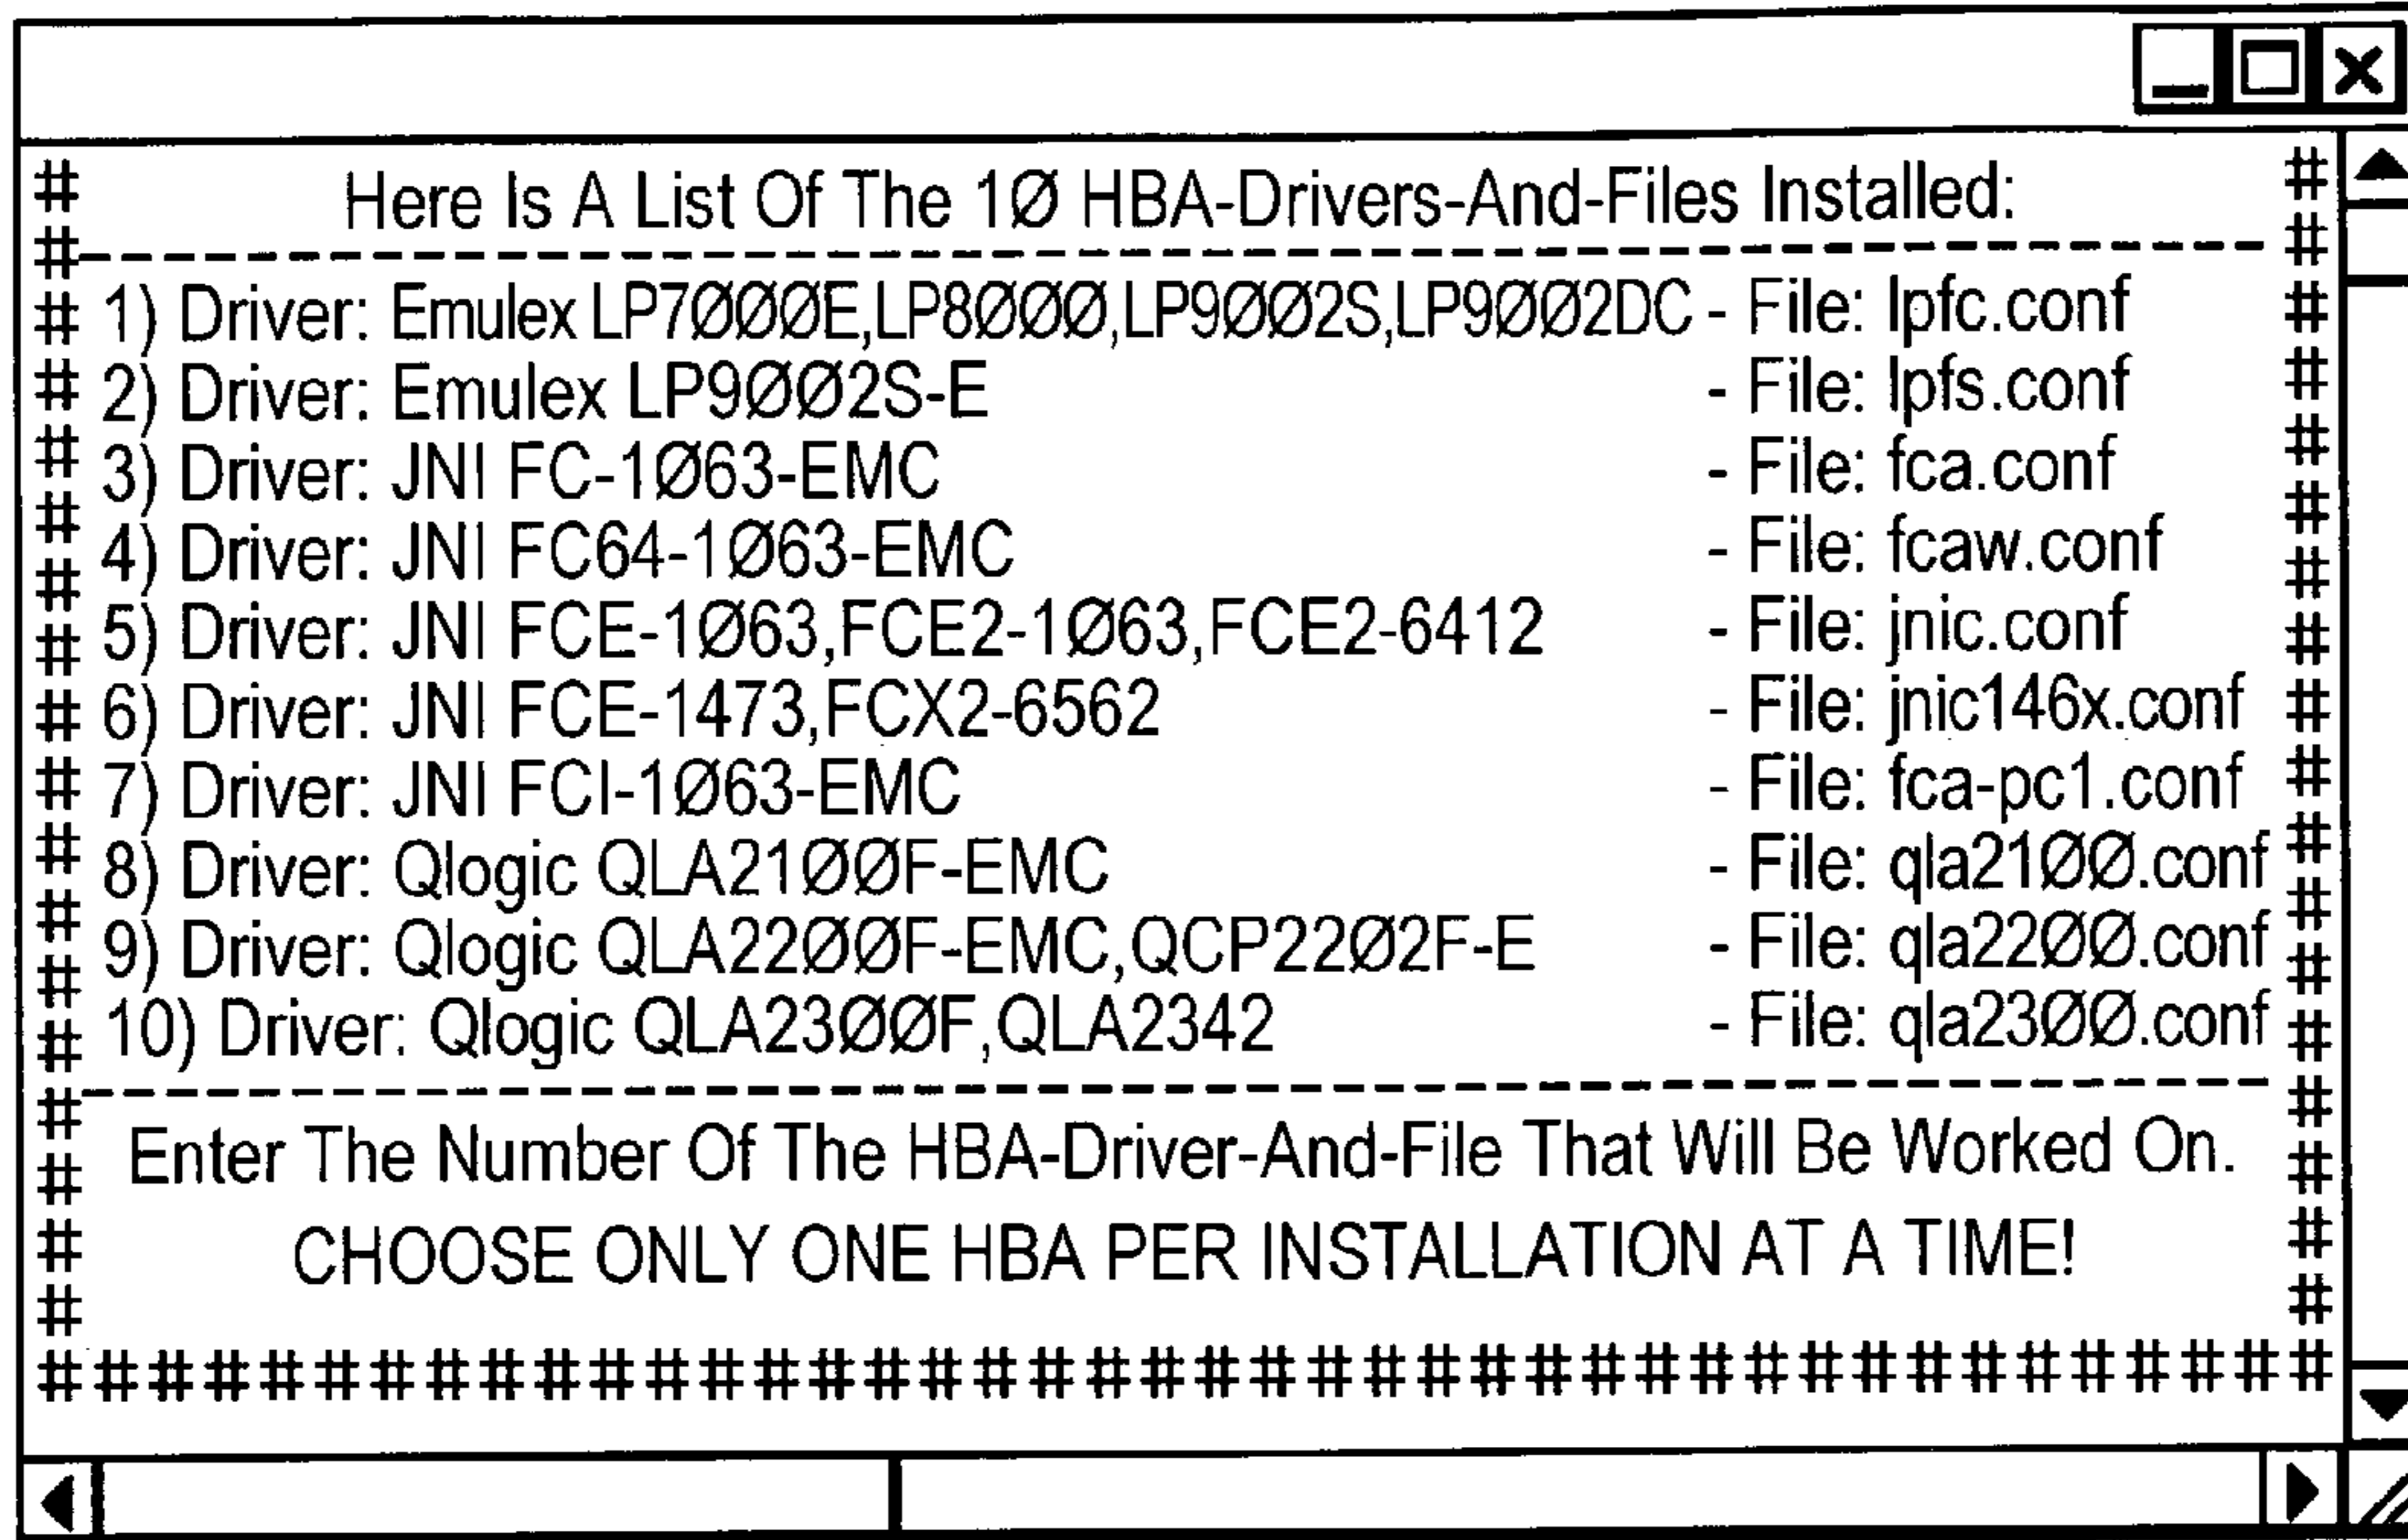 # Here Is A List Of The 1Ø HBA-Drivers-And-Files Installed: #
#--------------------------------------------------#
# 1) Driver: Emulex LP7ØØØE,LP8ØØØ,LP9ØØ2S,LP9ØØ2DC - File: lpfc.conf #
# 2) Driver: Emulex LP9ØØ2S-E - File: lpfs.conf #
# 3) Driver: JNI FC-1Ø63-EMC - File: fca.conf #
# 4) Driver: JNI FC64-1Ø63-EMC - File: fcaw.conf #
# 5) Driver: JNI FCE-1Ø63,FCE2-1Ø63,FCE2-6412 - File: jnic.conf #
# 6) Driver: JNI FCE-1473,FCX2-6562 - File: jnic146x.conf #
# 7) Driver: JNI FCI-1Ø63-EMC - File: fca-pc1.conf #
# 8) Driver: Qlogic QLA21ØØF-EMC - File: qla21ØØ.conf #
# 9) Driver: Qlogic QLA22ØØF-EMC,QCP22Ø2F-E - File: qla22ØØ.conf #
# 10) Driver: Qlogic QLA23ØØF,QLA2342 - File: qla23ØØ.conf #
#--------------------------------------------------#
# Enter The Number Of The HBA-Driver-And-File That Will Be Worked On. #
# CHOOSE ONLY ONE HBA PER INSTALLATION AT A TIME! #
# #
# # # # # # # # # # # # # # # # # # # # # # # # # # # # # # # # # # # # # # # # # #